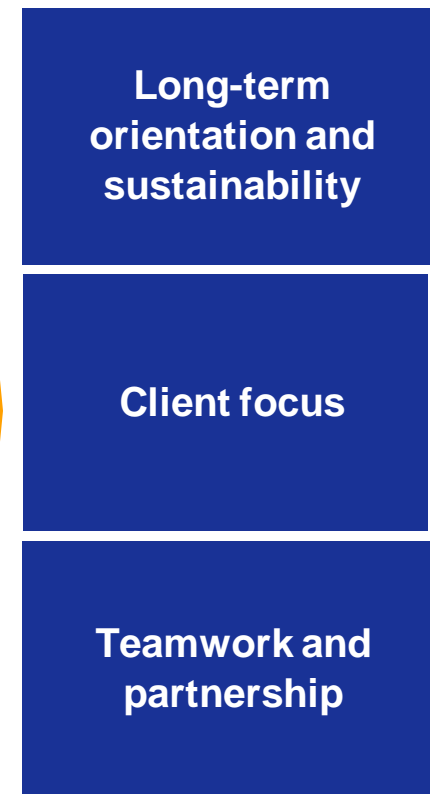 Long-term
orientation and
sustainability
Client focus
Teamwork and
partnership